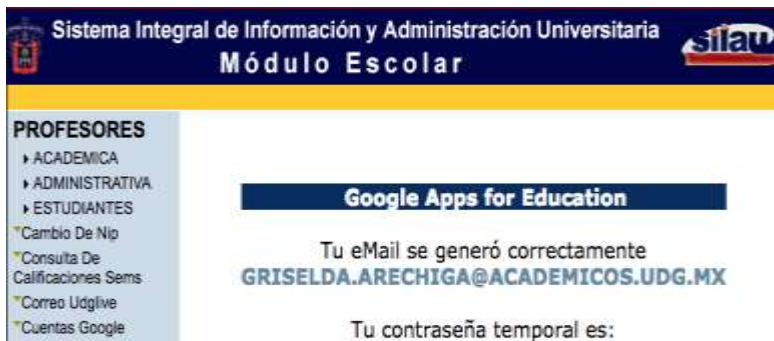 Sistema Integral de Información y Administración Universitaria
Módulo Escolar
siiau
PROFESORES
ACADEMICA
ADMINISTRATIVA
ESTUDIANTES
Cambio De Nip
Consulta De
Calificaciones Sems
Correo Udglive
Cuentas Google
Google Apps for Education
Tu eMail se generó correctamente
GRISELDA.ARECHIGA@ACADEMICOS.UDG.MX
Tu contraseña temporal es: